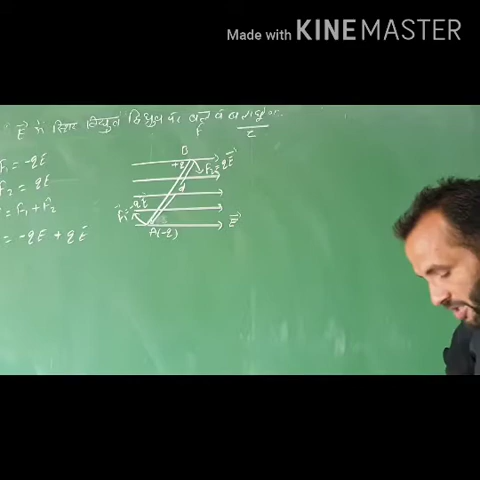 Made with KINEMASTER
E⃗ में स्थित विद्युत द्विध्रुव पर बल व बलाघूर्ण
F τ
F₁ = -qE⃗
F₂ = qE⃗
= F₁ + F₂
= -qE + qE⃗
B
+q F₂ = qE⃗
d
-qE⃗
F₁ =
A(-q) E⃗